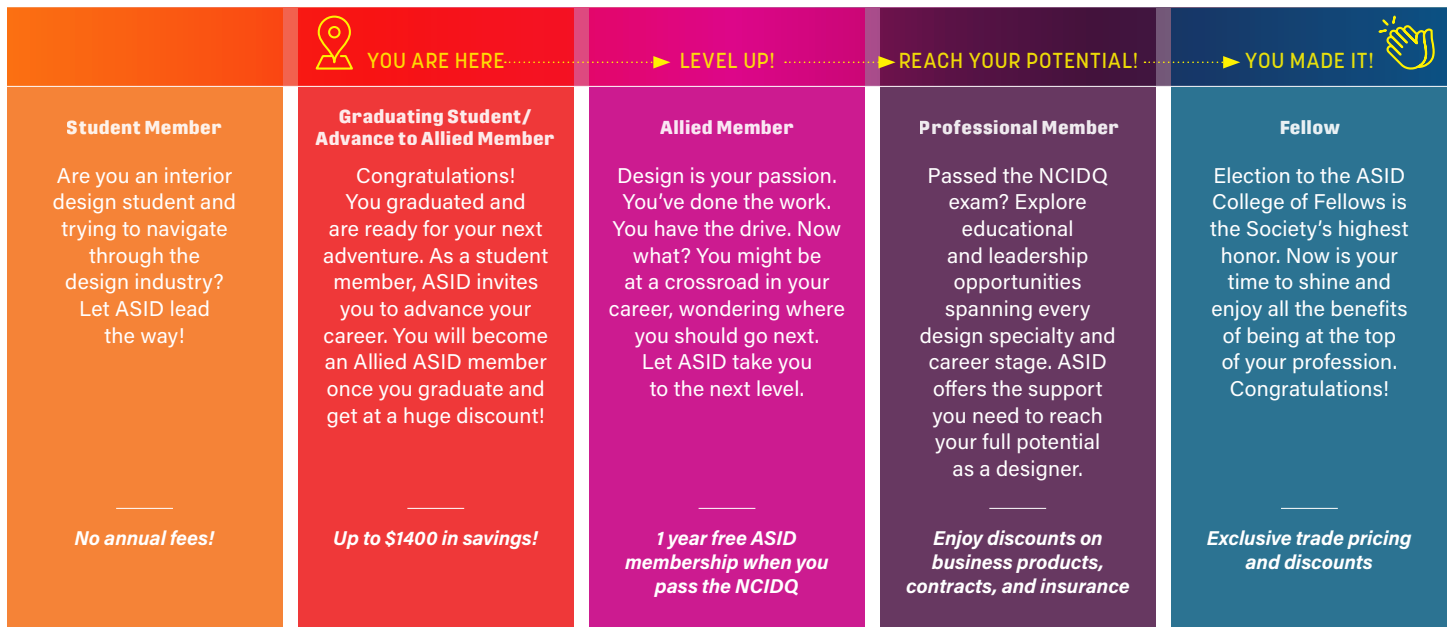 YOU ARE HERE
LEVEL UP!
REACH YOUR POTENTIAL!
YOU MADE IT!
Student Member
Are you an interior
design student and
trying to navigate
through the
design industry?
Let ASID lead
the way!
No annual fees!
Graduating Student/
Advance to Allied Member
Congratulations!
You graduated and
are ready for your next
adventure. As a student
member, ASID invites
you to advance your
career. You will become
an Allied ASID member
once you graduate and
get at a huge discount!
Up to $1400 in savings!
Allied Member
Design is your passion.
You’ve done the work.
You have the drive. Now
what? You might be
at a crossroad in your
career, wondering where
you should go next.
Let ASID take you
to the next level.
1 year free ASID
membership when you
pass the NCIDQ
Professional Member
Passed the NCIDQ
exam? Explore
educational
and leadership
opportunities
spanning every
design specialty and
career stage. ASID
offers the support
you need to reach
your full potential
as a designer.
Enjoy discounts on
business products,
contracts, and insurance
Fellow
Election to the ASID
College of Fellows is
the Society’s highest
honor. Now is your
time to shine and
enjoy all the benefits
of being at the top
of your profession.
Congratulations!
Exclusive trade pricing
and discounts